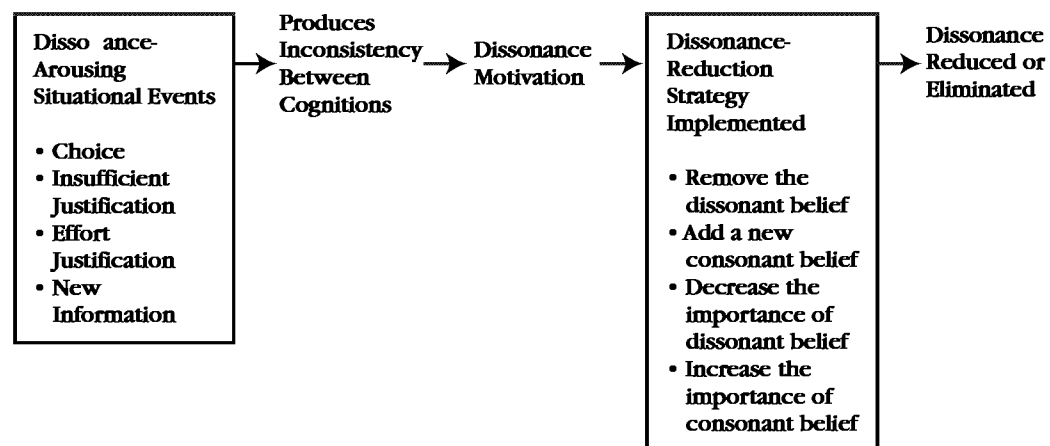 Disso ance-
Arousing
Situational Events
• Choice
• Insufficient
Justification
• Effort
Justification
• New
Information
Produces
Inconsistency
Between
Cognitions
Dissonance
Motivation
Dissonance-
Reduction
Strategy
Implemented
• Remove the
dissonant belief
• Add a new
consonant belief
• Decrease the
importance of
dissonant belief
• Increase the
importance of
consonant belief
Dissonance
Reduced or
Eliminated